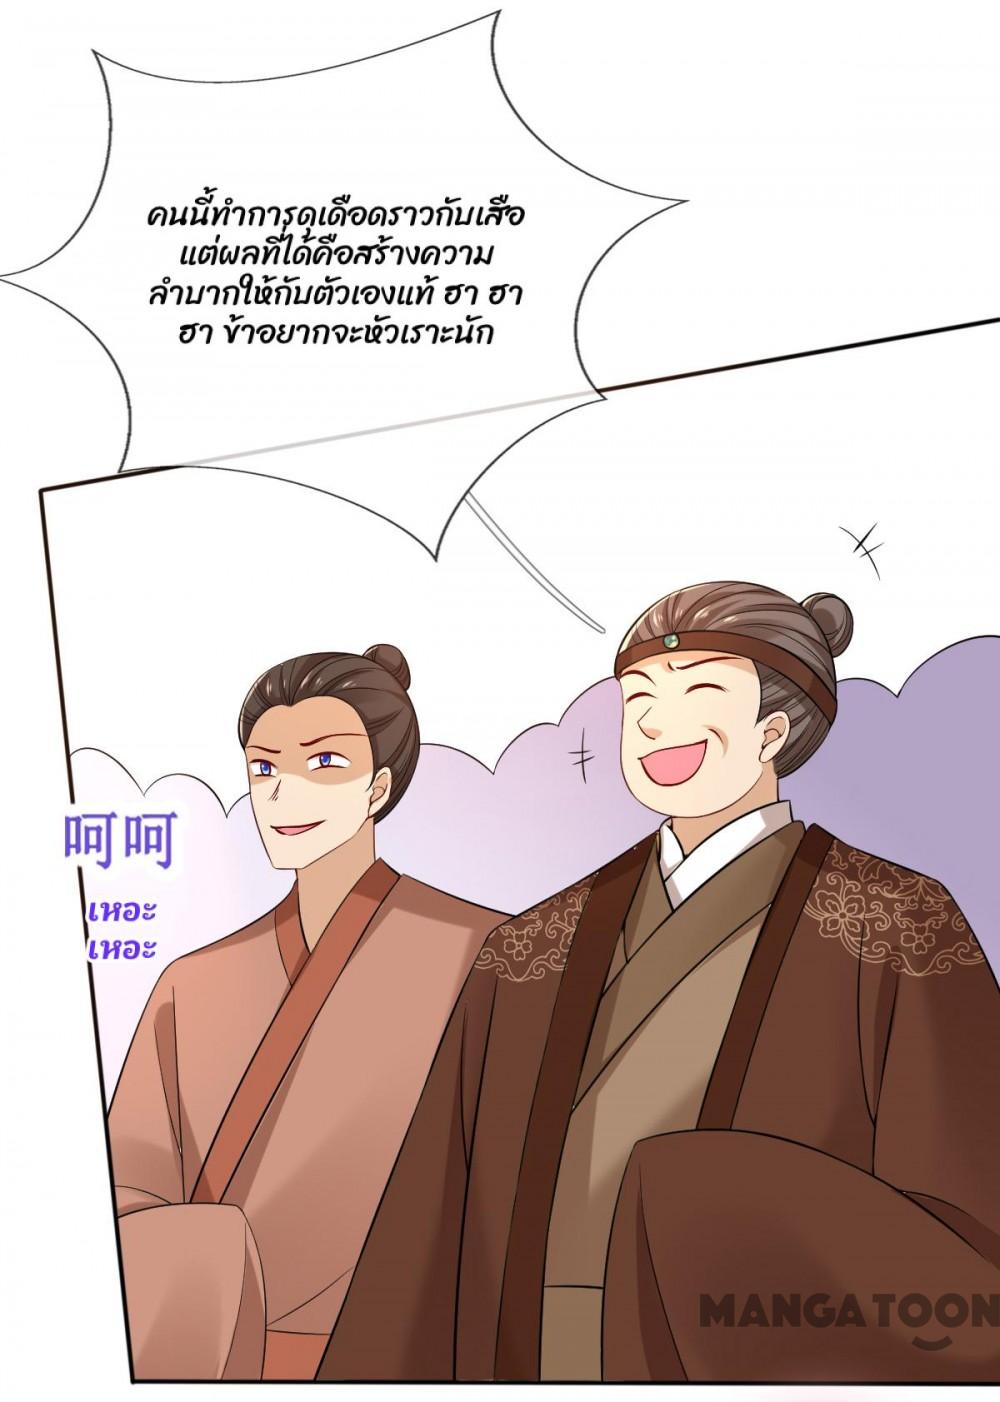 คนนี้ทำการดุเดือดราวกับเสือ
แต่ผลที่ได้คือสร้างความ
ลำบากให้กับตัวเองแท้ ฮา ฮา
ฮา ข้าอยากจะหัวเราะนัก
呵呵
เหอะ
เหอะ
MANGATOON